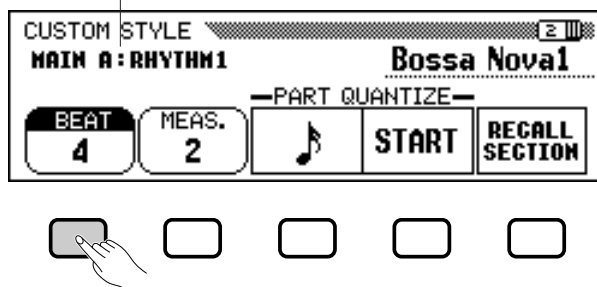 CUSTOM STYLE 2
MAIN A:RHYTHM1 Bossa Nova1
PART QUANTIZE
BEAT MEAS. START RECALL
4 2 SECTION